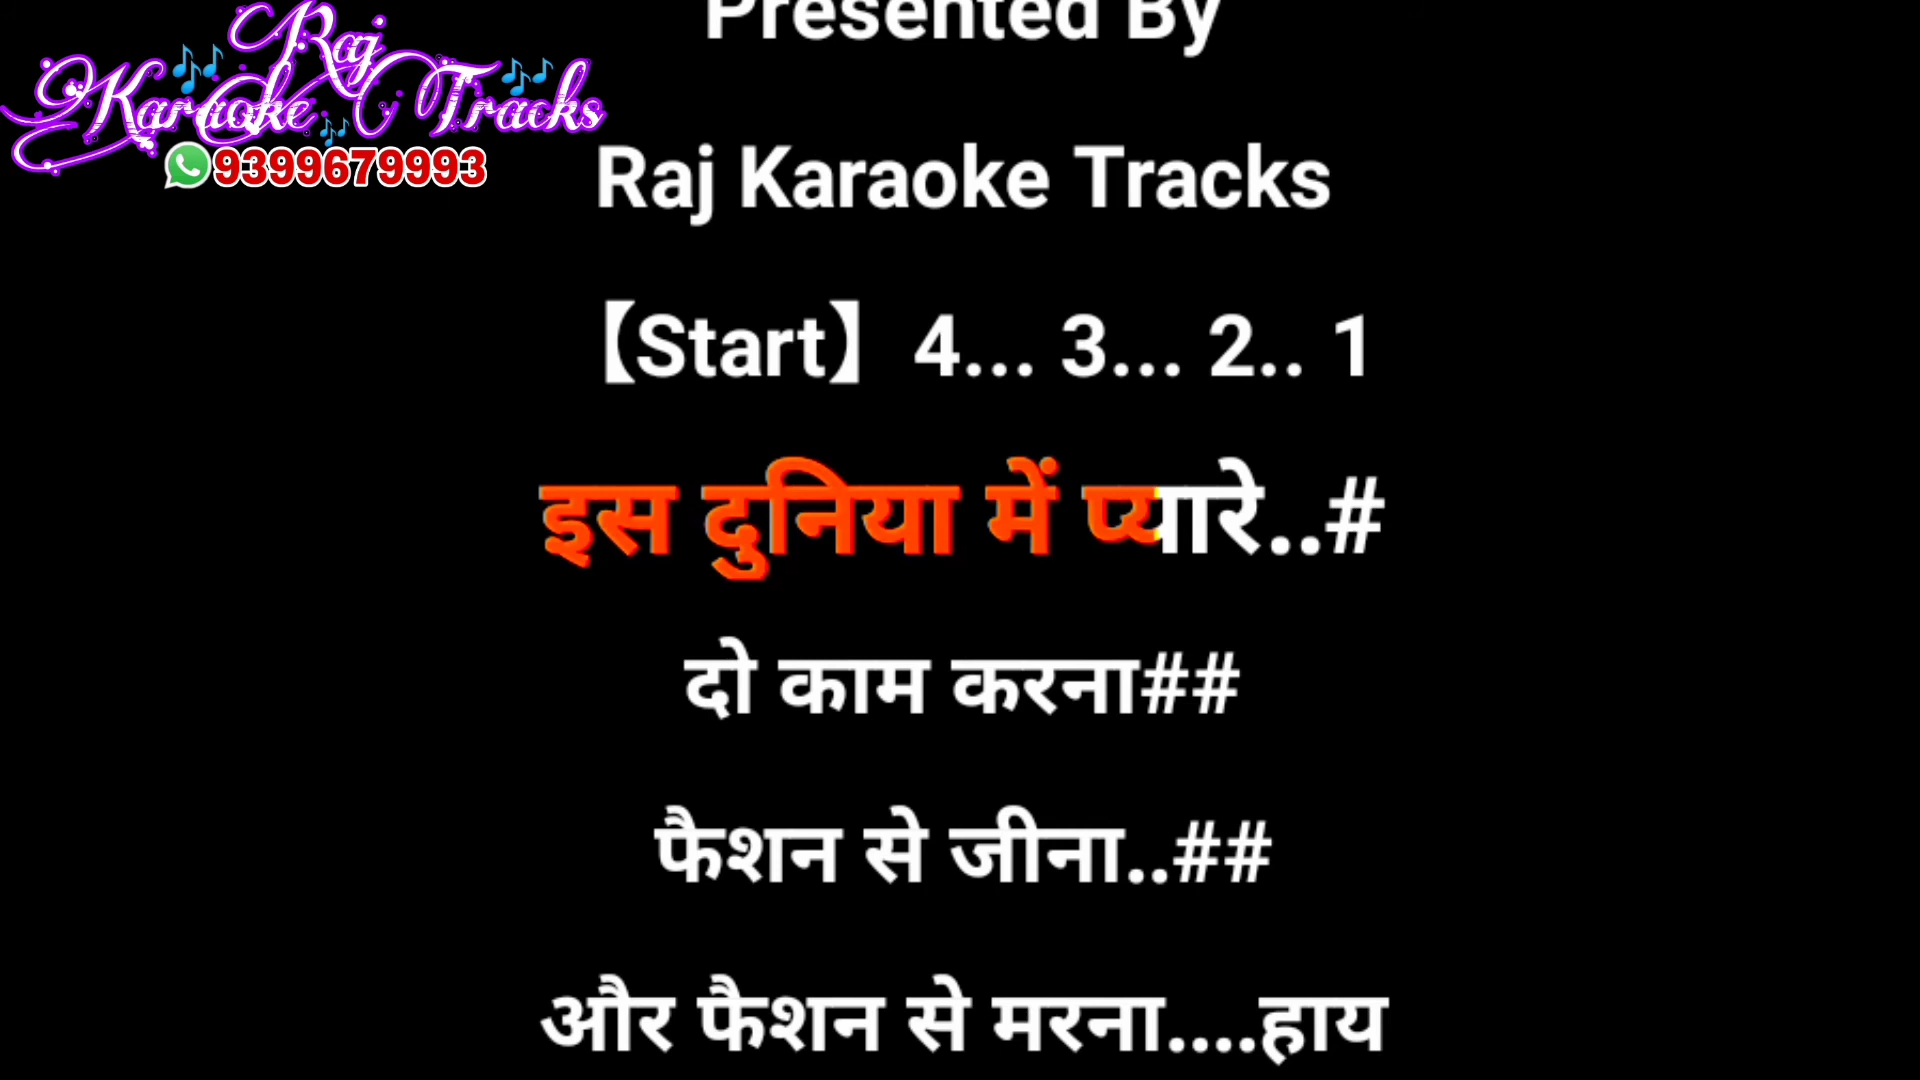 Raj
Karaoke Tracks
9399679993
Presented By
Raj Karaoke Tracks
【Start】 4... 3... 2.. 1
इस दुनिया में प्यारे..#
दो काम करना##
फैशन से जीना..##
और फैशन से मरना....हाय